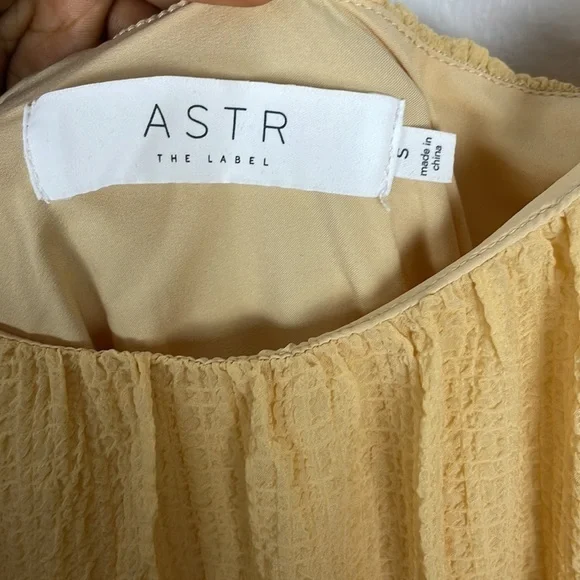 ASTR
THE LABEL
S
made in
china